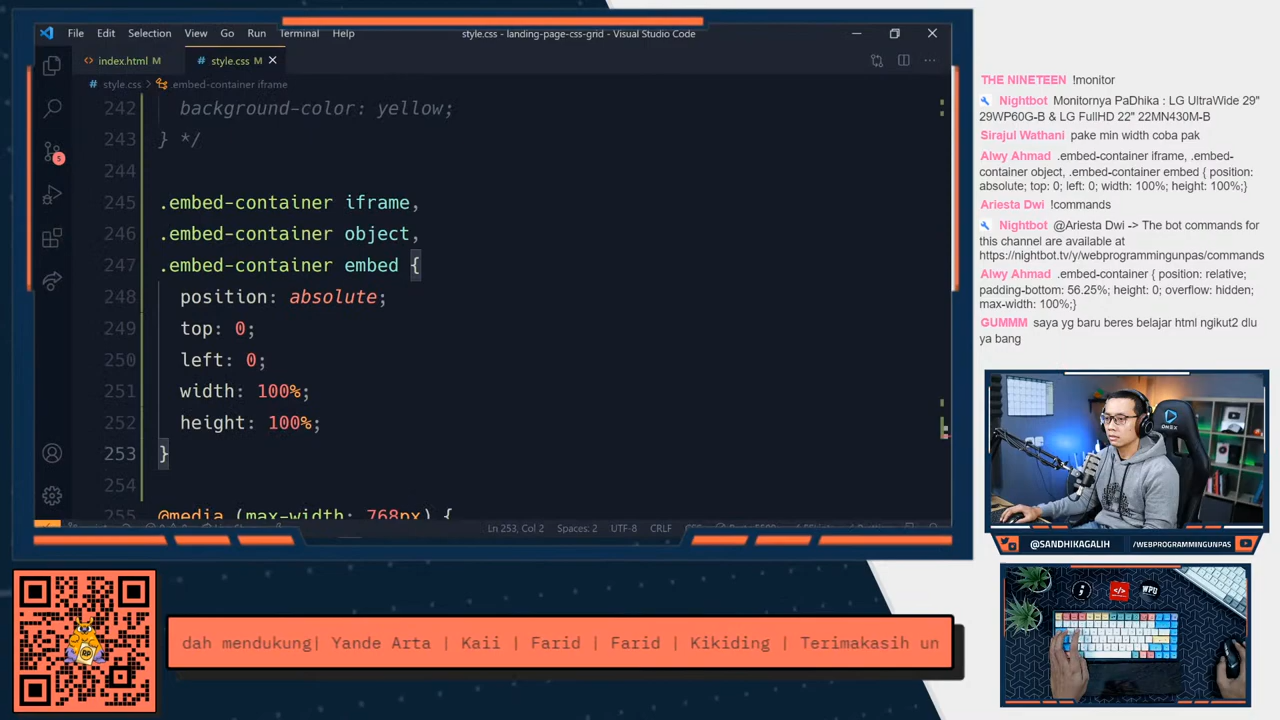 File Edit Selection View Go Run Terminal Help
style.css - landing-page-css-grid - Visual Studio Code
index.html M
style.css M
style.css > .embed-container iframe
242 background-color: yellow;
243 } */
244
245 .embed-container iframe,
246 .embed-container object,
247 .embed-container embed {
248 position: absolute;
249 top: 0;
250 left: 0;
251 width: 100%;
252 height: 100%;
253 }
254
255 @media (max-width: 768px) {
5
Ln 253, Col 2 Spaces: 2 UTF-8 CRLF
THE NINETEEN !monitor
Nightbot Monitornya PaDhika : LG UltraWide 29"
29WP60G-B & LG FullHD 22" 22MN430M-B
Sirajul Wathani pake min width coba pak
Alwy Ahmad .embed-container iframe, .embed-
container object, .embed-container embed { position:
absolute; top: 0; left: 0; width: 100%; height: 100%;}
Ariesta Dwi !commands
Nightbot @Ariesta Dwi -> The bot commands for
this channel are available at
https://nightbot.tv/y/webprogrammingunpas/commands
Alwy Ahmad .embed-container { position: relative;
padding-bottom: 56.25%; height: 0; overflow: hidden;
max-width: 100%;}
GUMMM saya yg baru beres belajar html ngikut2 dlu
ya bang
@SANDHIKAGALIH /WEBPROGRAMMINGUNPAS
WPU
dah mendukung| Yande Arta Kaii | Farid | Farid | Kikiding | Terimakasih un